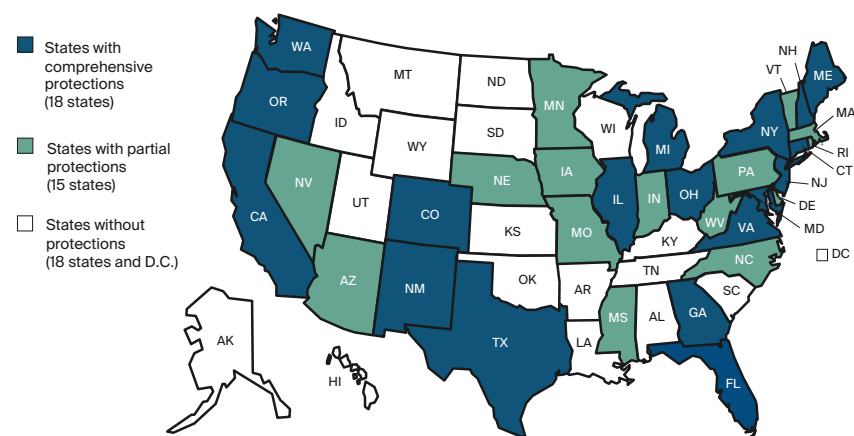 States with
comprehensive
protections
(18 states)
States with partial
protections
(15 states)
States without
protections
(18 states and D.C.)
WA
OR
CA
NV
ID
MT
WY
UT
AZ
CO
NM
ND
SD
NE
KS
OK
TX
MN
IA
MO
AR
LA
WI
IL
MI
IN
OH
KY
TN
MS
AL
GA
FL
SC
NC
VA
WV
PA
NY
VT
NH
ME
MA
RI
CT
NJ
DE
MD
DC
AK
HI